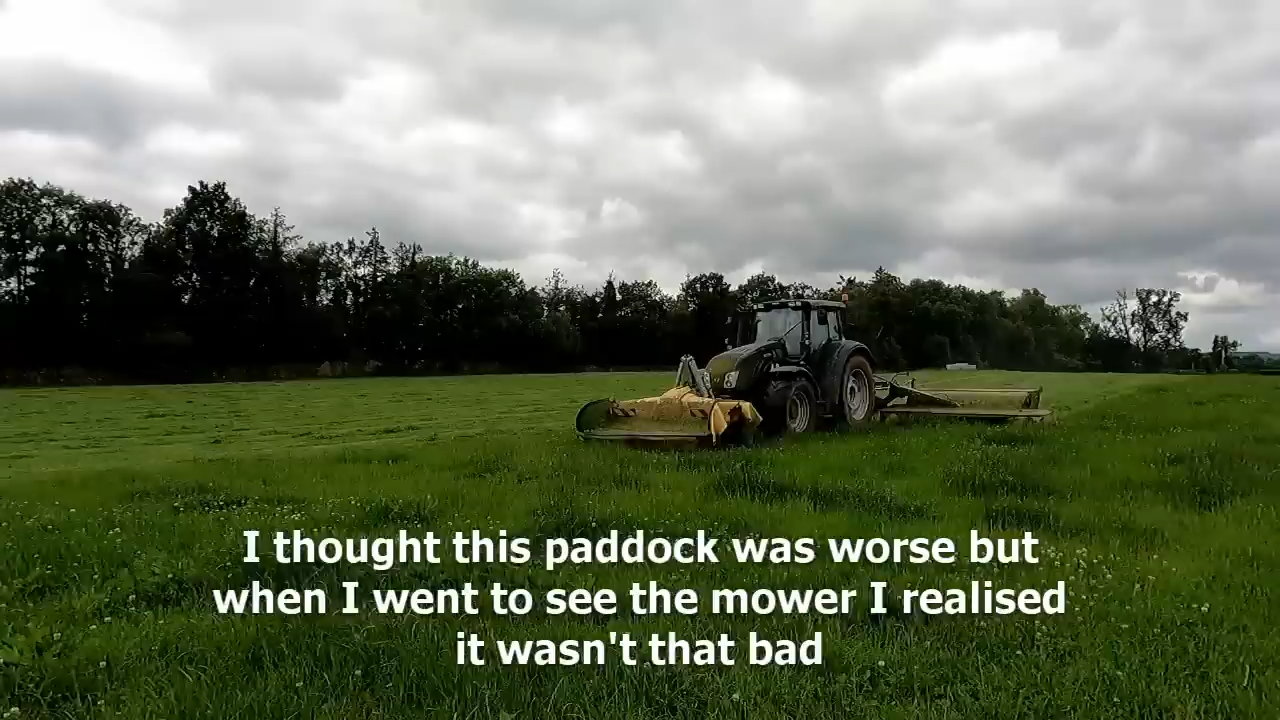 I thought this paddock was worse but
when I went to see the mower I realised
it wasn't that bad